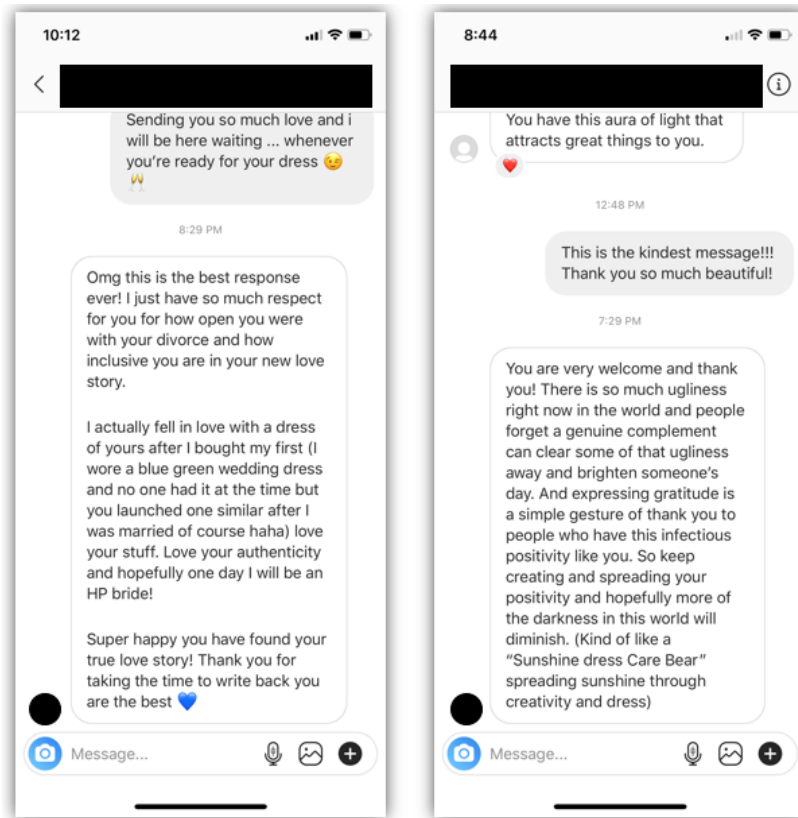 10:12
Sending you so much love and i
will be here waiting ... whenever
you're ready for your dress 😉
🥂
8:29 PM
Omg this is the best response
ever! I just have so much respect
for you for how open you were
with your divorce and how
inclusive you are in your new love
story.
I actually fell in love with a dress
of yours after I bought my first (I
wore a blue green wedding dress
and no one had it at the time but
you launched one similar after I
was married of course haha) love
your stuff. Love your authenticity
and hopefully one day I will be an
HP bride!
Super happy you have found your
true love story! Thank you for
taking the time to write back you
are the best 💙
Message...
8:44
You have this aura of light that
attracts great things to you.
❤️
12:48 PM
This is the kindest message!!!
Thank you so much beautiful!
7:29 PM
You are very welcome and thank
you! There is so much ugliness
right now in the world and people
forget a genuine complement
can clear some of that ugliness
away and brighten someone's
day. And expressing gratitude is
a simple gesture of thank you to
people who have this infectious
positivity like you. So keep
creating and spreading your
positivity and hopefully more of
the darkness in this world will
diminish. (Kind of like a
“Sunshine dress Care Bear”
spreading sunshine through
creativity and dress)
Message...